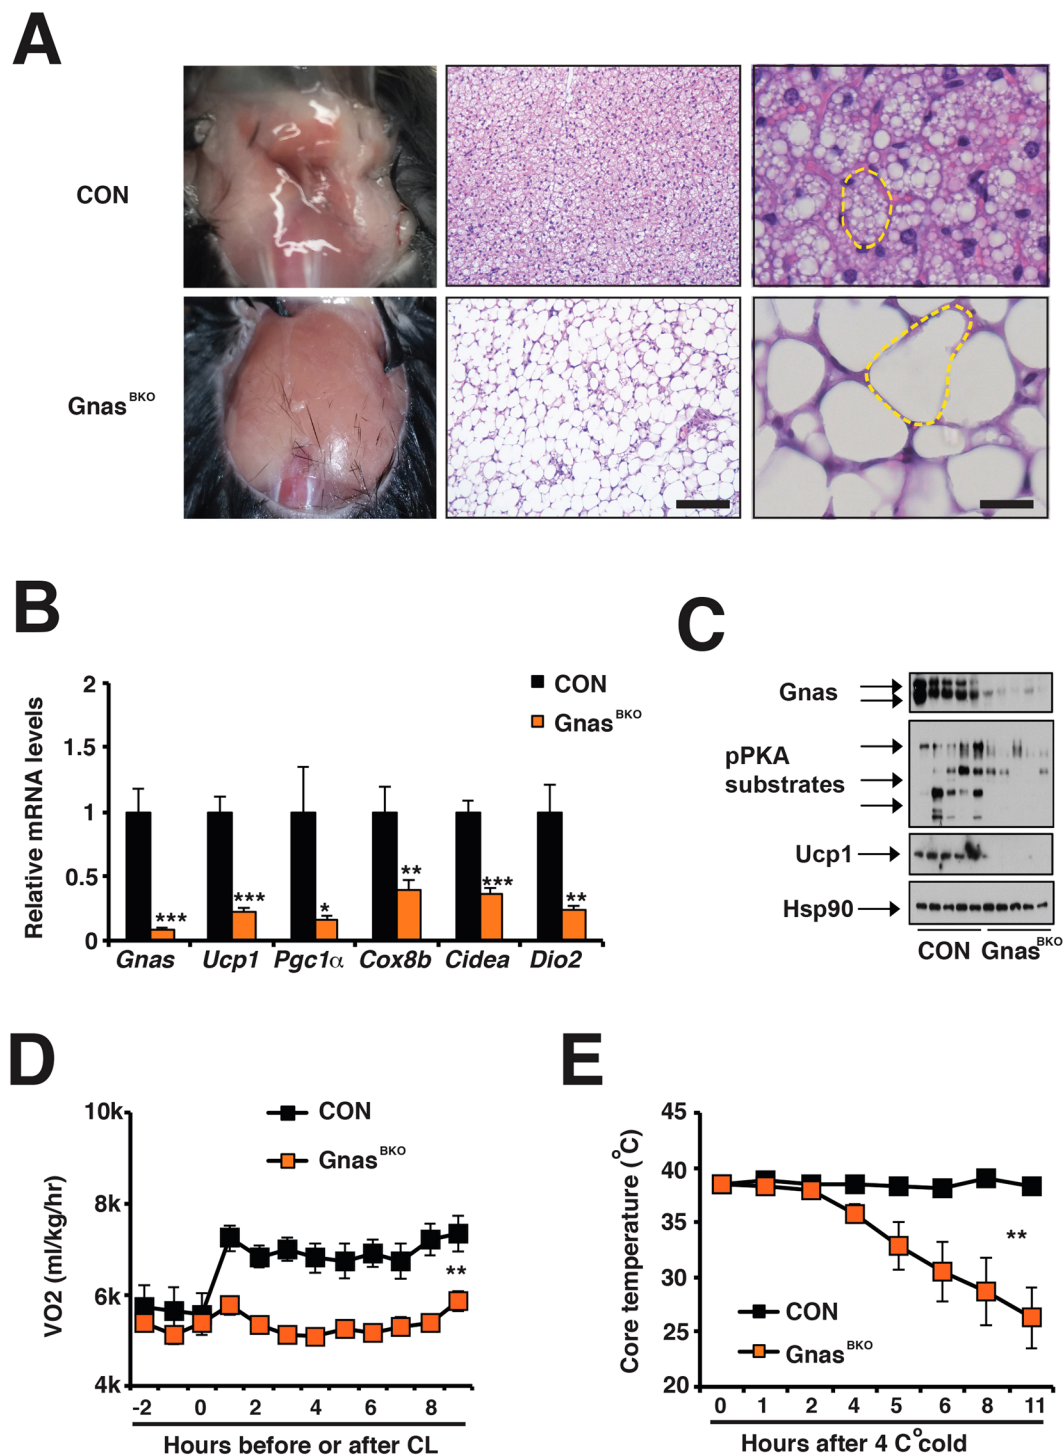 A
CON
Gnas BKO
B
Relative mRNA levels
2
1.5
1
0.5
0
CON
Gnas BKO
***
***
*
**
***
**
Gnas Ucp1 Pgc1α Cox8b Cidea Dio2
C
Gnas
pPKA
substrates
Ucp1
Hsp90
CON Gnas BKO
D
VO2 (ml/kg/hr)
10k
8k
6k
4k
CON
Gnas BKO
**
-2 0 2 4 6 8
Hours before or after CL
E
Core temperature (°C)
45
40
35
30
25
20
**
CON
Gnas BKO
0 1 2 4 5 6 8 11
Hours after 4 C°cold